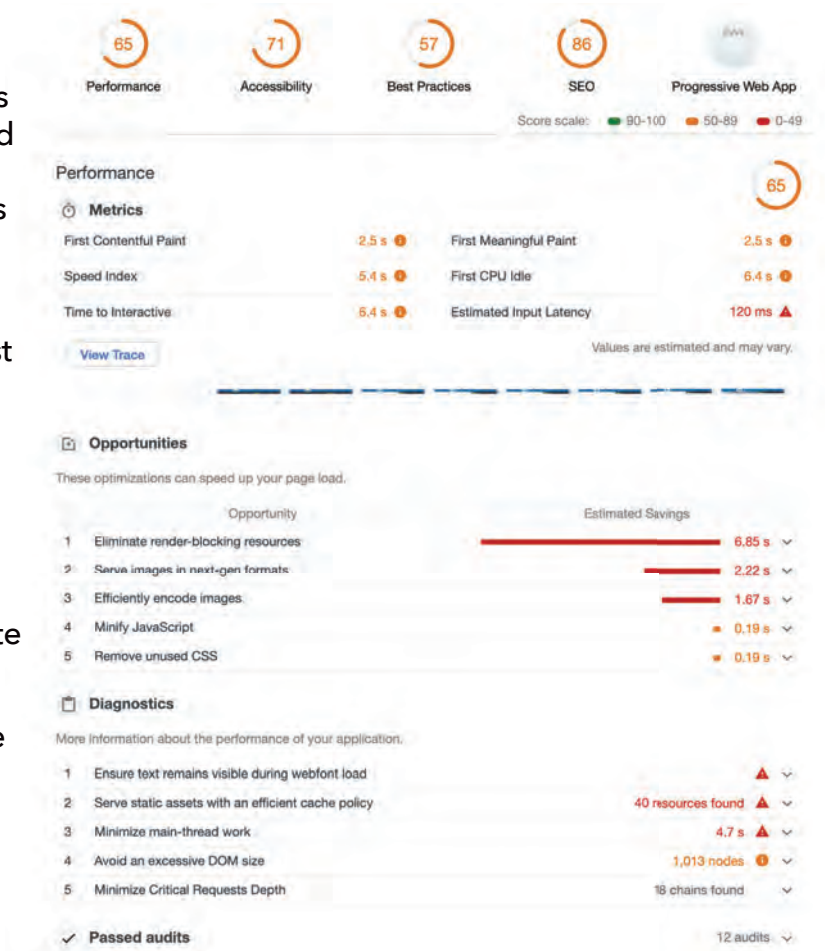 65 71 57 86
Performance Accessibility Best Practices SEO Progressive Web App
Score scale: 90-100 50-89 0-49
s
d
s
st
te
e
Performance
65
Metrics
First Contentful Paint 2.5 s First Meaningful Paint 2.5 s
Speed Index 5.4 s First CPU Idle 6.4 s
Time to Interactive 6.4 s Estimated Input Latency 120 ms
View Trace Values are estimated and may vary.
Opportunities
These optimizations can speed up your page load.
Opportunity Estimated Savings
1 Eliminate render-blocking resources 6.85 s
2 Serve images in next-gen formats 2.22 s
3 Efficiently encode images 1.67 s
4 Minify JavaScript 0.19 s
5 Remove unused CSS 0.19 s
Diagnostics
More information about the performance of your application.
1 Ensure text remains visible during webfont load
2 Serve static assets with an efficient cache policy 40 resources found
3 Minimize main-thread work 4.7 s
4 Avoid an excessive DOM size 1,013 nodes
5 Minimize Critical Requests Depth 18 chains found
Passed audits 12 audits